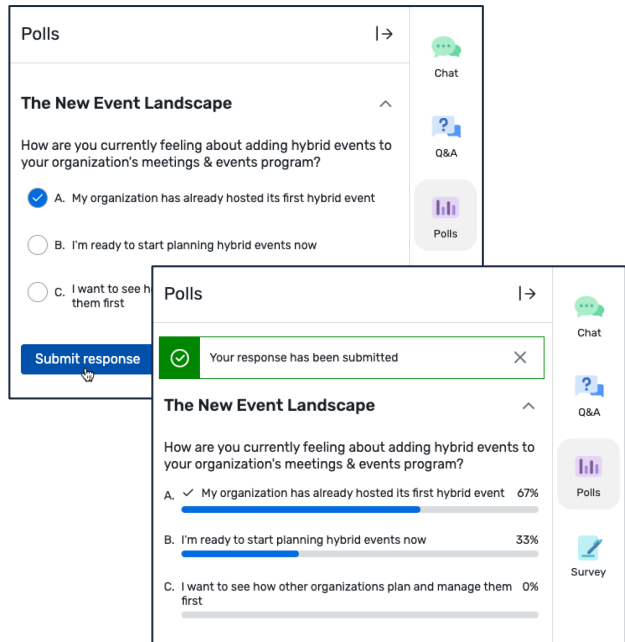 Polls
Chat
Q&A
Polls
The New Event Landscape
How are you currently feeling about adding hybrid events to
your organization's meetings & events program?
A. My organization has already hosted its first hybrid event
B. I'm ready to start planning hybrid events now
C. I want to see h
them first
Submit response
Polls
Your response has been submitted
The New Event Landscape
How are you currently feeling about adding hybrid events to
your organization's meetings & events program?
A. My organization has already hosted its first hybrid event 67%
B. I'm ready to start planning hybrid events now 33%
C. I want to see how other organizations plan and manage them 0%
first
Chat
Q&A
Polls
Survey